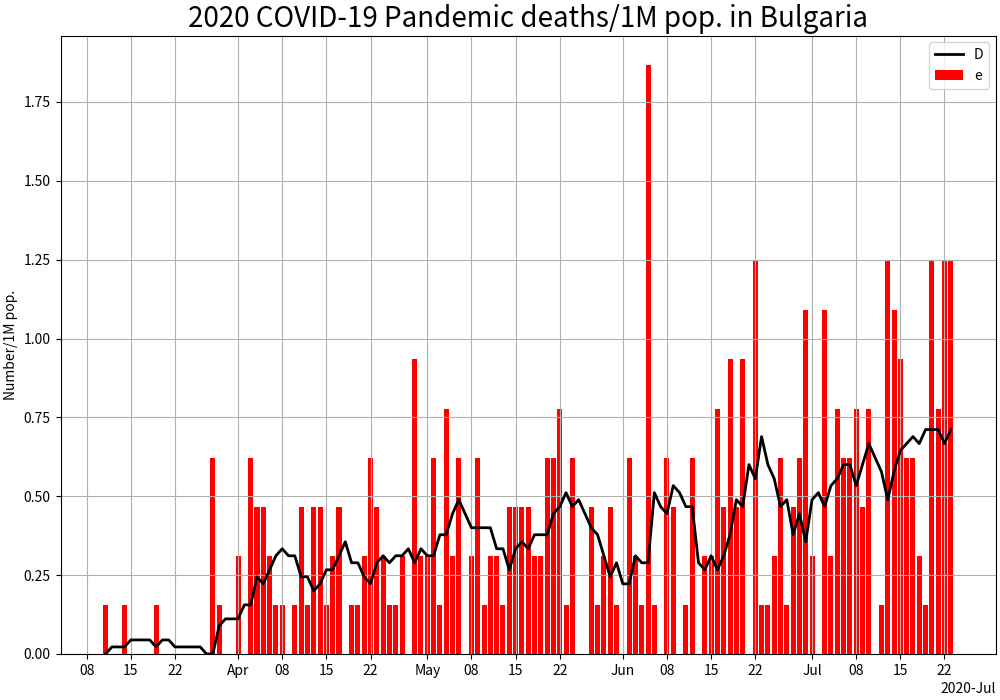 2020 COVID-19 Pandemic deaths/1M pop. in Bulgaria
D
e
Number/1M pop.
1.75
1.50
1.25
1.00
0.75
0.50
0.25
0.00
08 15 22 Apr 08 15 22 May 08 15 22 Jun 08 15 22 Jul 08 15 22
2020-Jul